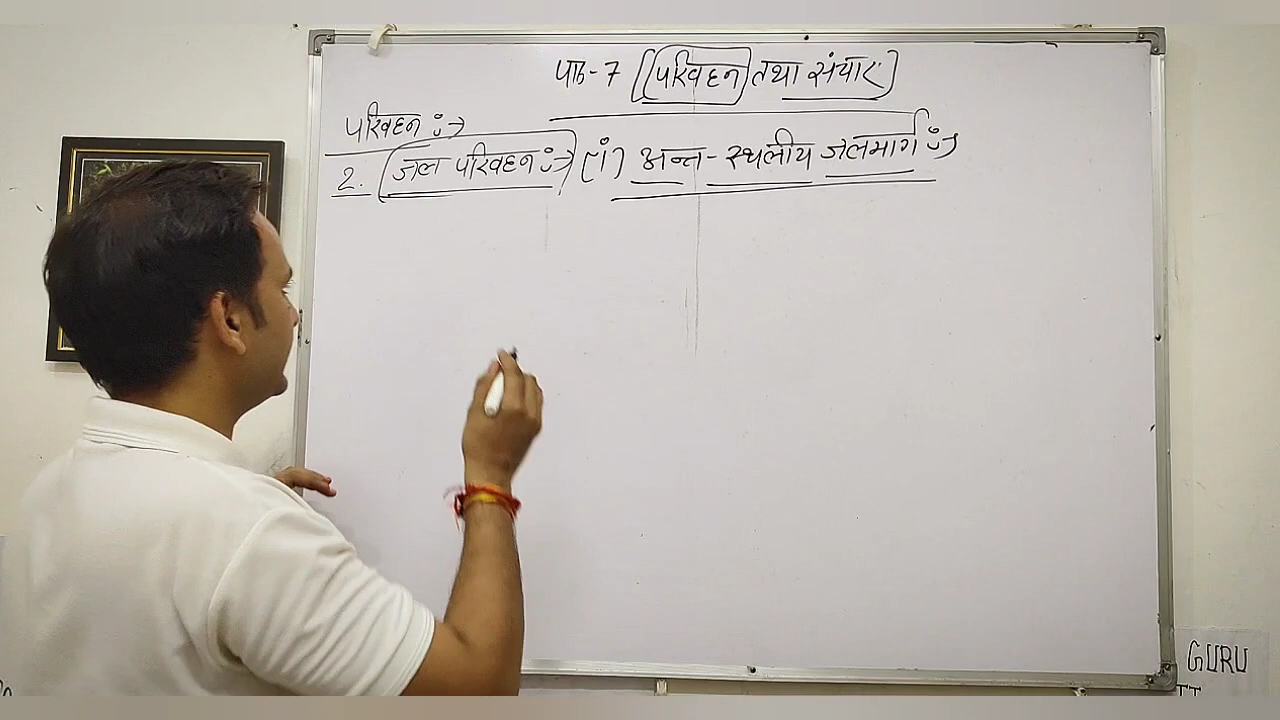 पाठ-7 [(परिवहन) तथा संचार]
परिवहन :->
2. (जल परिवहन :->) (i) अन्त-स्थलीय जलमार्ग :->
GURU